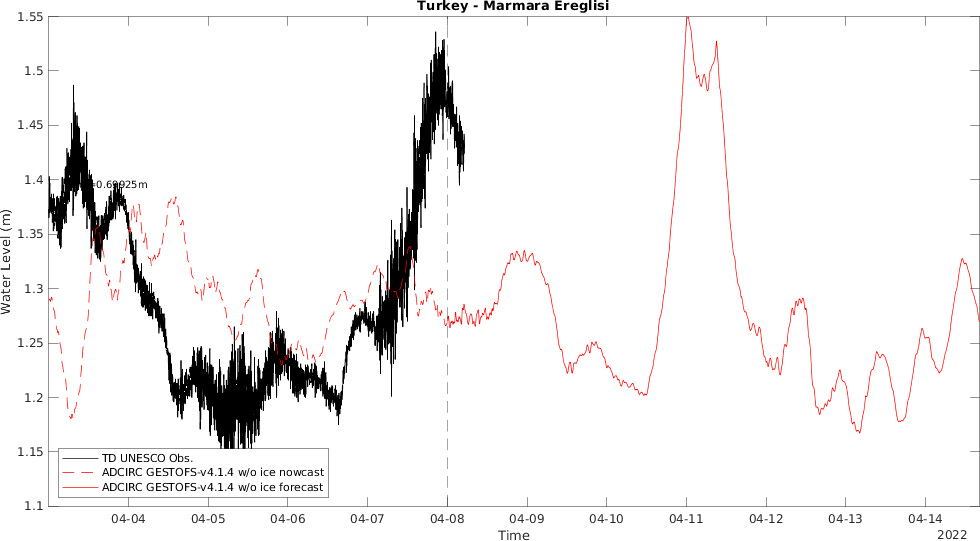 Turkey - Marmara Ereglisi
Water Level (m)
1.55
1.5
1.45
1.4
1.35
1.3
1.25
1.2
1.15
1.1
=0.69925m
TD UNESCO Obs.
ADCIRC GESTOFS-v4.1.4 w/o ice nowcast
ADCIRC GESTOFS-v4.1.4 w/o ice forecast
04-04 04-05 04-06 04-07 04-08 04-09 04-10 04-11 04-12 04-13 04-14
Time
2022